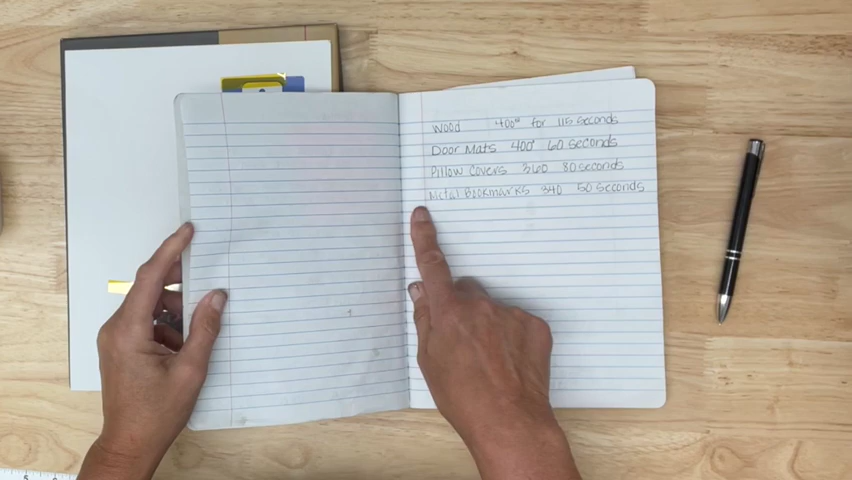 Wood 400° for 115 seconds
Door Mats 400° 60 seconds
Pillow Covers 360 80 seconds
Metal Bookmarks 340 50 seconds
5